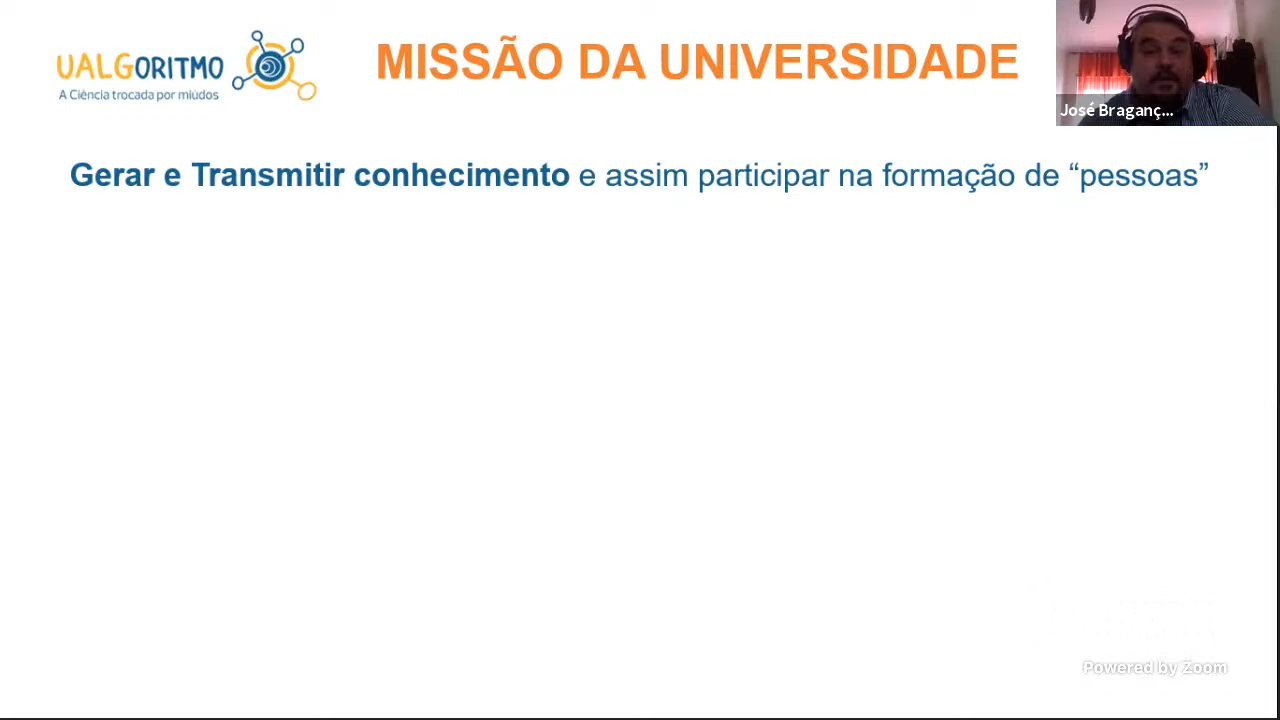 UALGORITMO
A Ciência trocada por miúdos
MISSÃO DA UNIVERSIDADE
José Braganç...
Gerar e Transmitir conhecimento e assim participar na formação de “pessoas”
Powered by Zoom